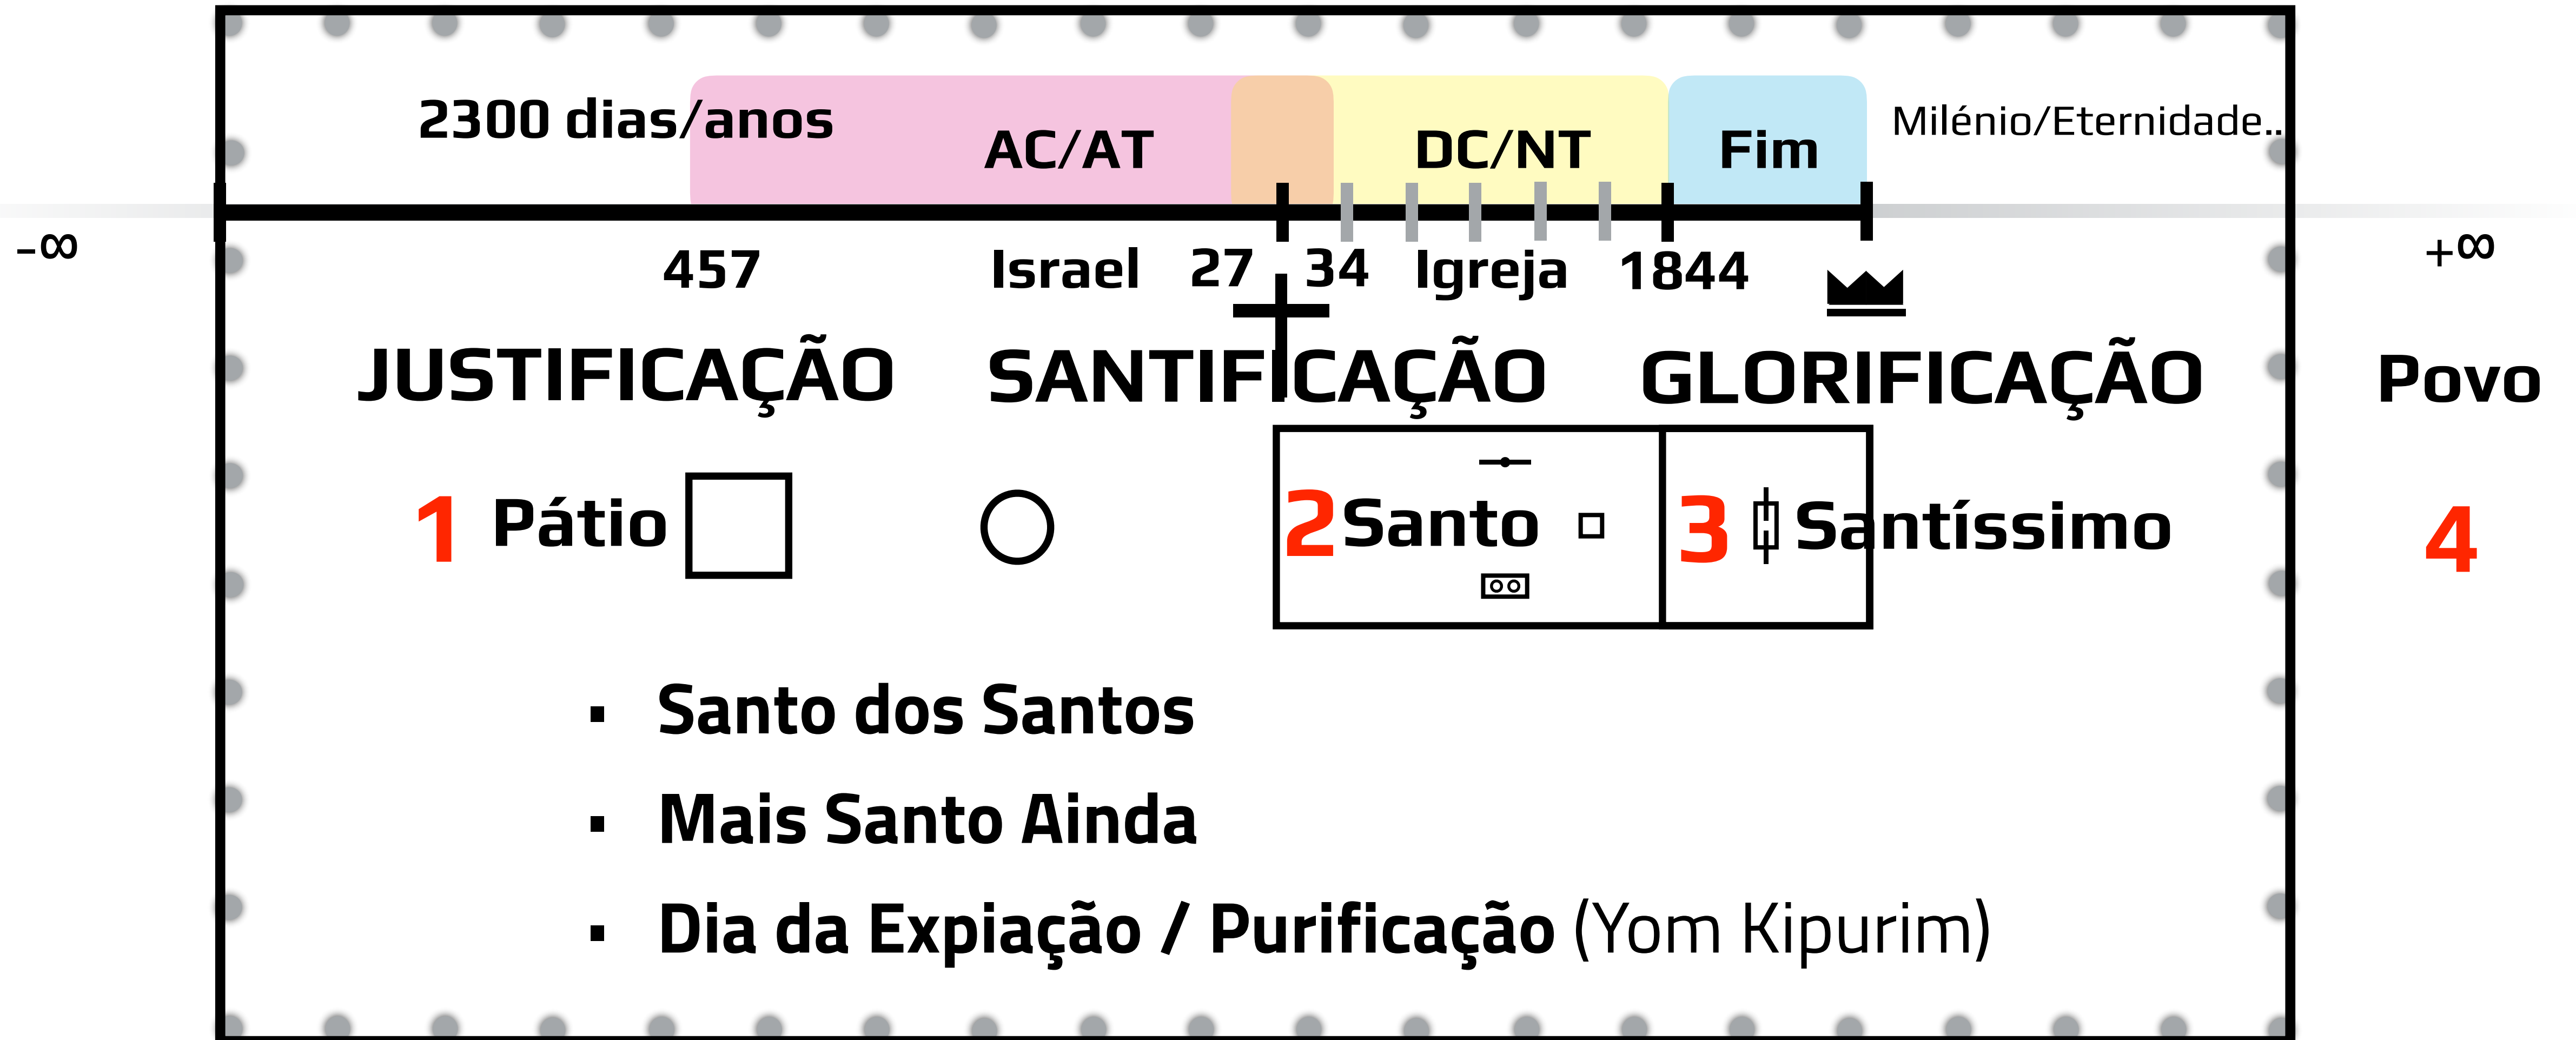 2300 dias/anos
AC/AT
DC/NT
Fim
Milénio/Eternidade..
-∞
457
Israel
27
34
Igreja
1844
+∞
JUSTIFICAÇÃO
SANTIFICAÇÃO
GLORIFICAÇÃO
Povo
1 Pátio
2 Santo
3 Santíssimo
4
▪ Santo dos Santos
▪ Mais Santo Ainda
▪ Dia da Expiação / Purificação (Yom Kipurim)